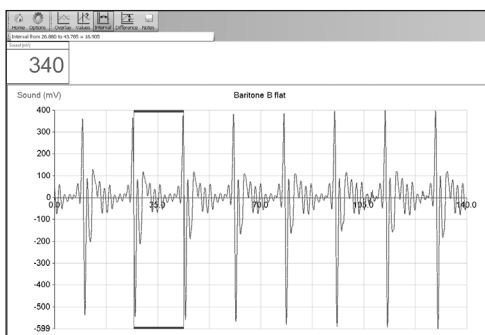 Home Options Overlay Values Interval Difference Notes
Interval from 26.880 to 43.785 = 16.905
Sound (mV)
340
Sound (mV) Baritone B flat
400
300
200
100
0
0.0 35.0 70.0 105.0 140.0
-100
-200
-300
-400
-500
-599